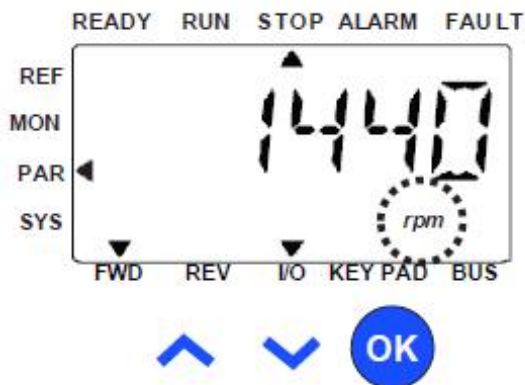 READY RUN STOP ALARM FAULT
REF
MON
1440
PAR
SYS
rpm
FWD REV I/O KEYPAD BUS
OK